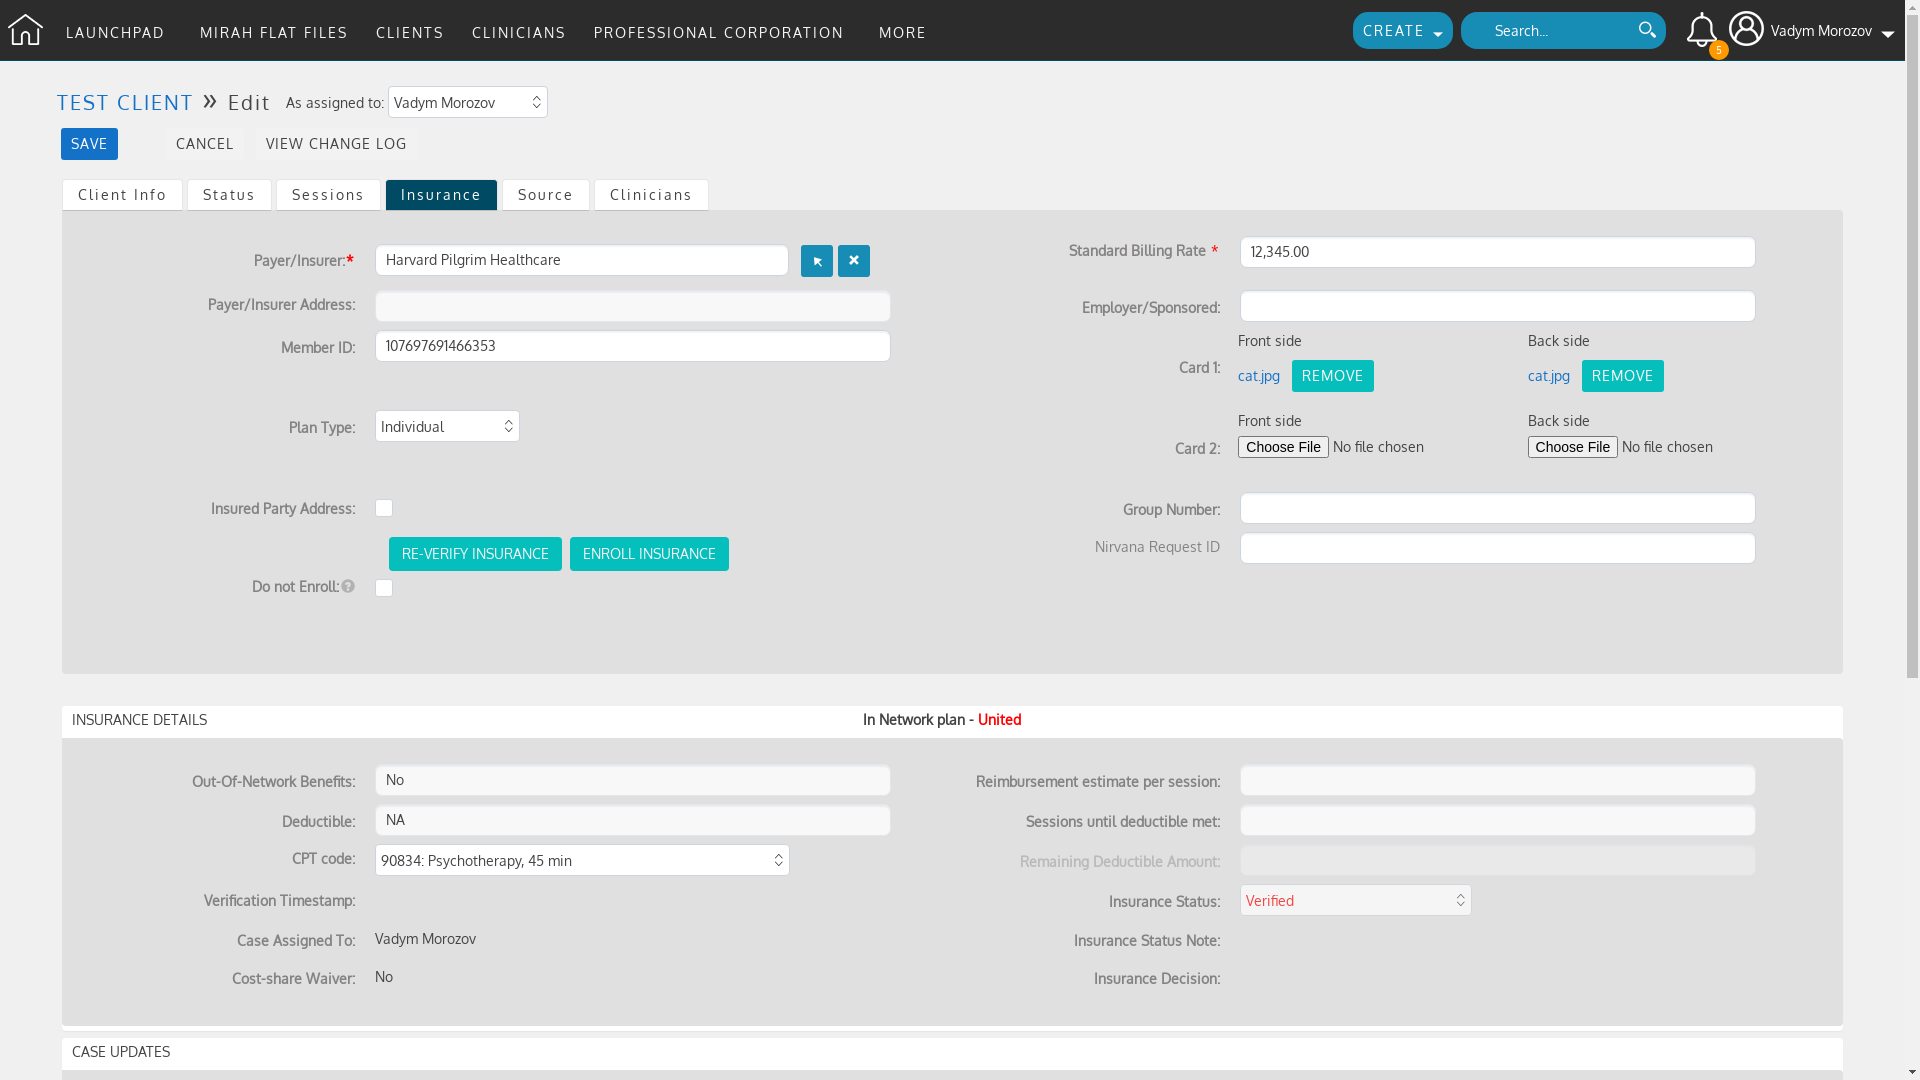 LAUNCHPAD MIRAH FLAT FILES CLIENTS CLINICIANS PROFESSIONAL CORPORATION MORE CREATE Search... 5 Vadym Morozov
TEST CLIENT » Edit As assigned to: Vadym Morozov
SAVE CANCEL VIEW CHANGE LOG
Client Info Status Sessions Insurance Source Clinicians
Payer/Insurer:* Harvard Pilgrim Healthcare
Standard Billing Rate * 12,345.00
Payer/Insurer Address:
Employer/Sponsored:
Member ID: 107697691466353
Front side Back side
Card 1: cat.jpg REMOVE cat.jpg REMOVE
Plan Type: Individual
Front side Back side
Card 2: Choose File No file chosen Choose File No file chosen
Insured Party Address:
Group Number:
RE-VERIFY INSURANCE ENROLL INSURANCE
Nirvana Request ID
Do not Enroll: ?
INSURANCE DETAILS In Network plan - United
Out-Of-Network Benefits: No
Reimbursement estimate per session:
Deductible: NA
Sessions until deductible met:
CPT code: 90834: Psychotherapy, 45 min
Remaining Deductible Amount:
Verification Timestamp:
Insurance Status: Verified
Case Assigned To: Vadym Morozov
Insurance Status Note:
Cost-share Waiver: No
Insurance Decision:
CASE UPDATES